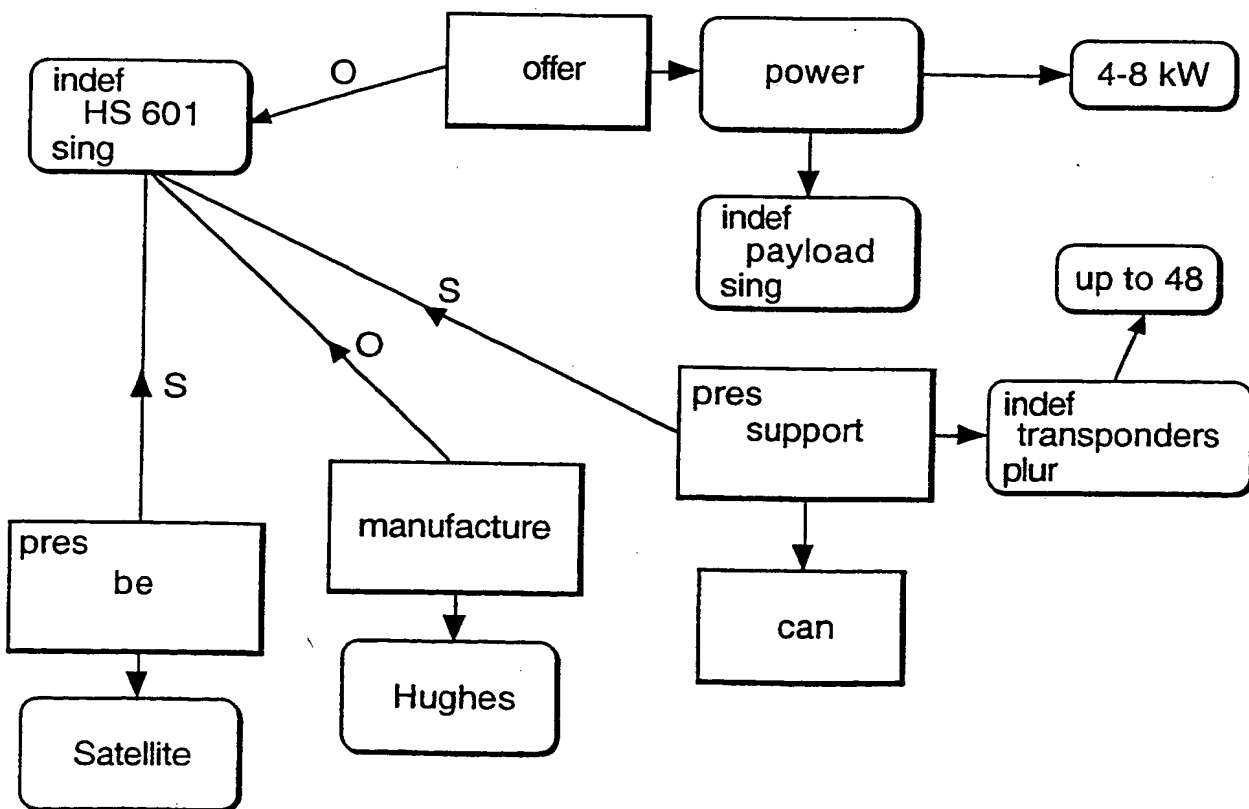 indef
HS 601
sing
O
offer
power
4-8 kW
indef
payload
sing
up to 48
S
O
S
pres
support
indef
transponders
plur
can
manufacture
Hughes
pres
be
Satellite